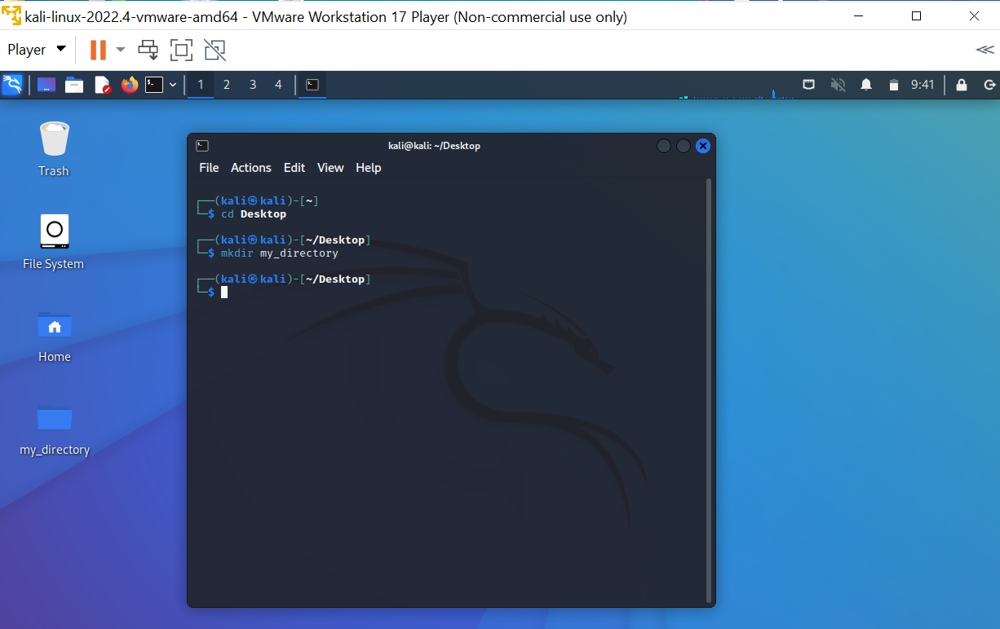 kali-linux-2022.4-vmware-amd64 - VMware Workstation 17 Player (Non-commercial use only)
Player
1 2 3 4 9:41
Trash
File System
Home
my_directory
kali@kali: ~/Desktop
File Actions Edit View Help
┌──(kali㉿kali)-[~]
└─$ cd Desktop
┌──(kali㉿kali)-[~/Desktop]
└─$ mkdir my_directory
┌──(kali㉿kali)-[~/Desktop]
└─$